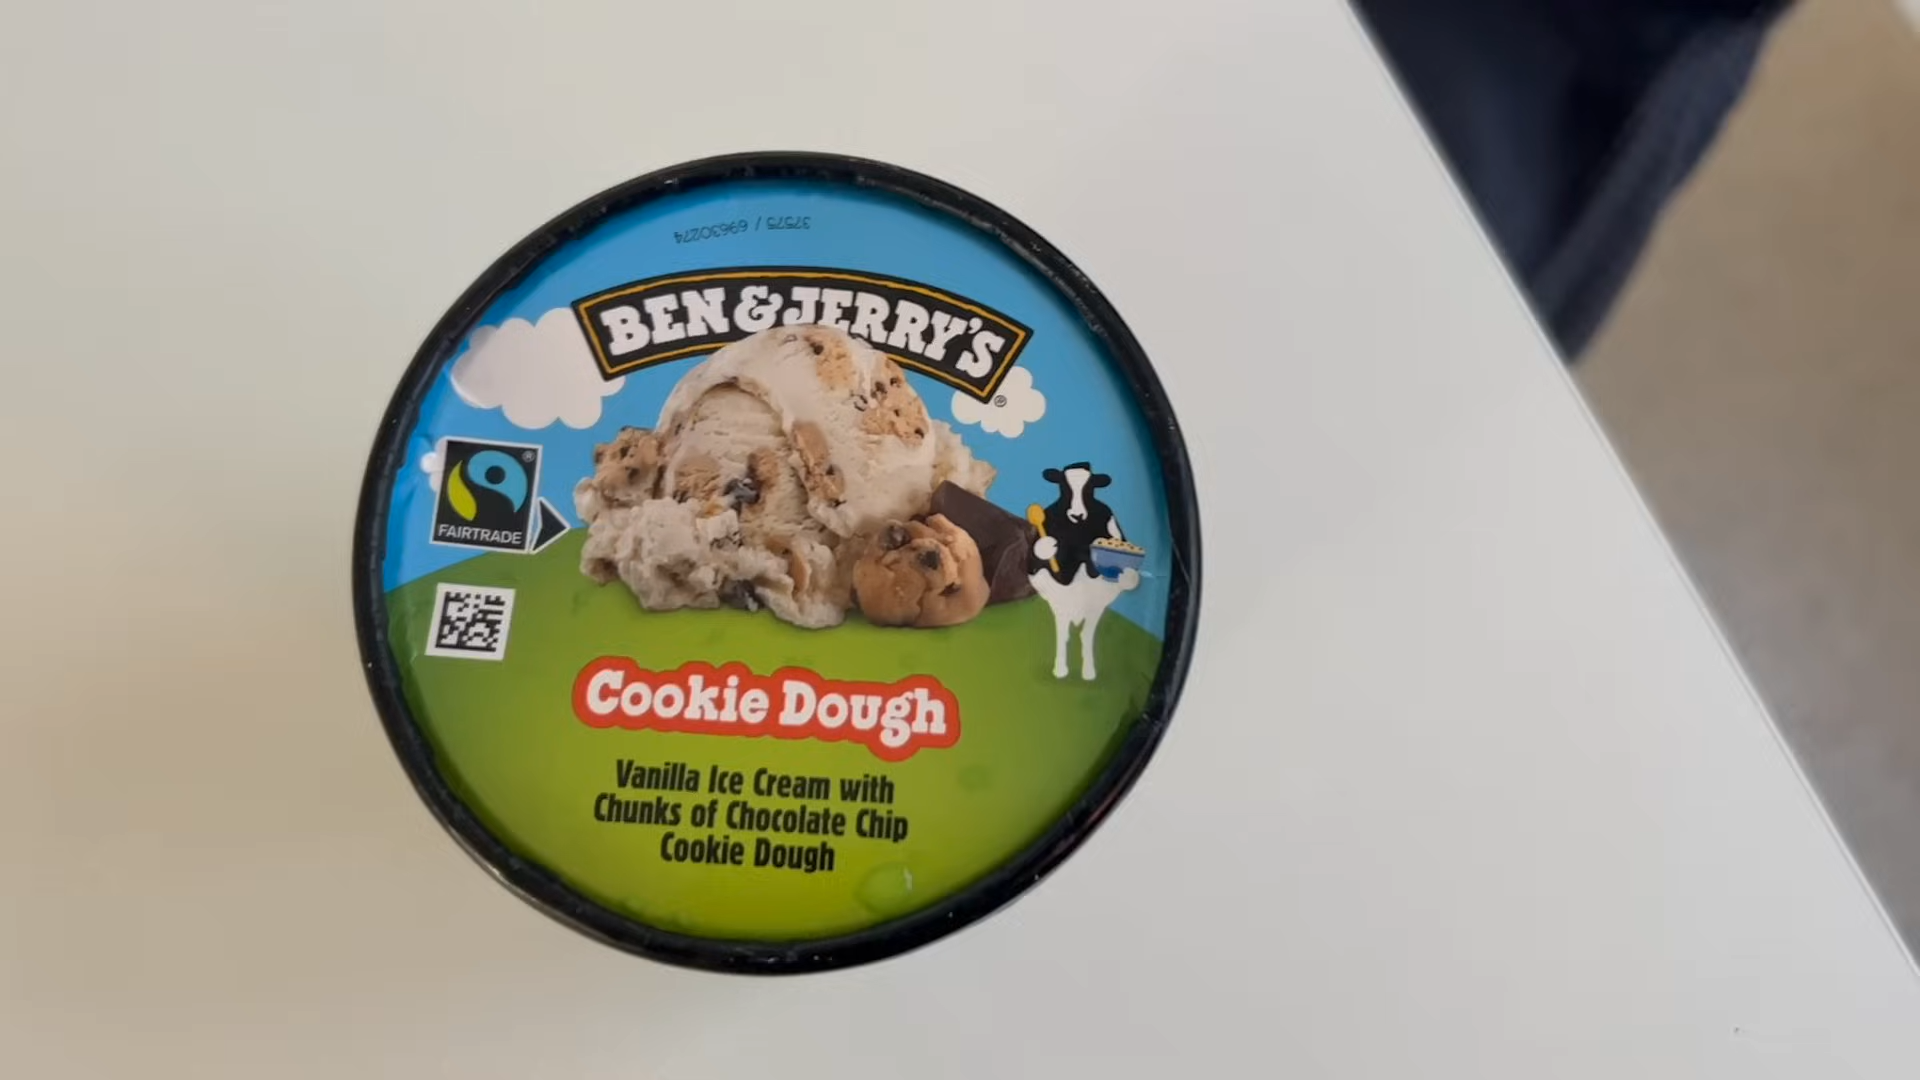 37575 / 69630274
BEN & JERRY'S
®
FAIRTRADE
®
Cookie Dough
Vanilla Ice Cream with
Chunks of Chocolate Chip
Cookie Dough